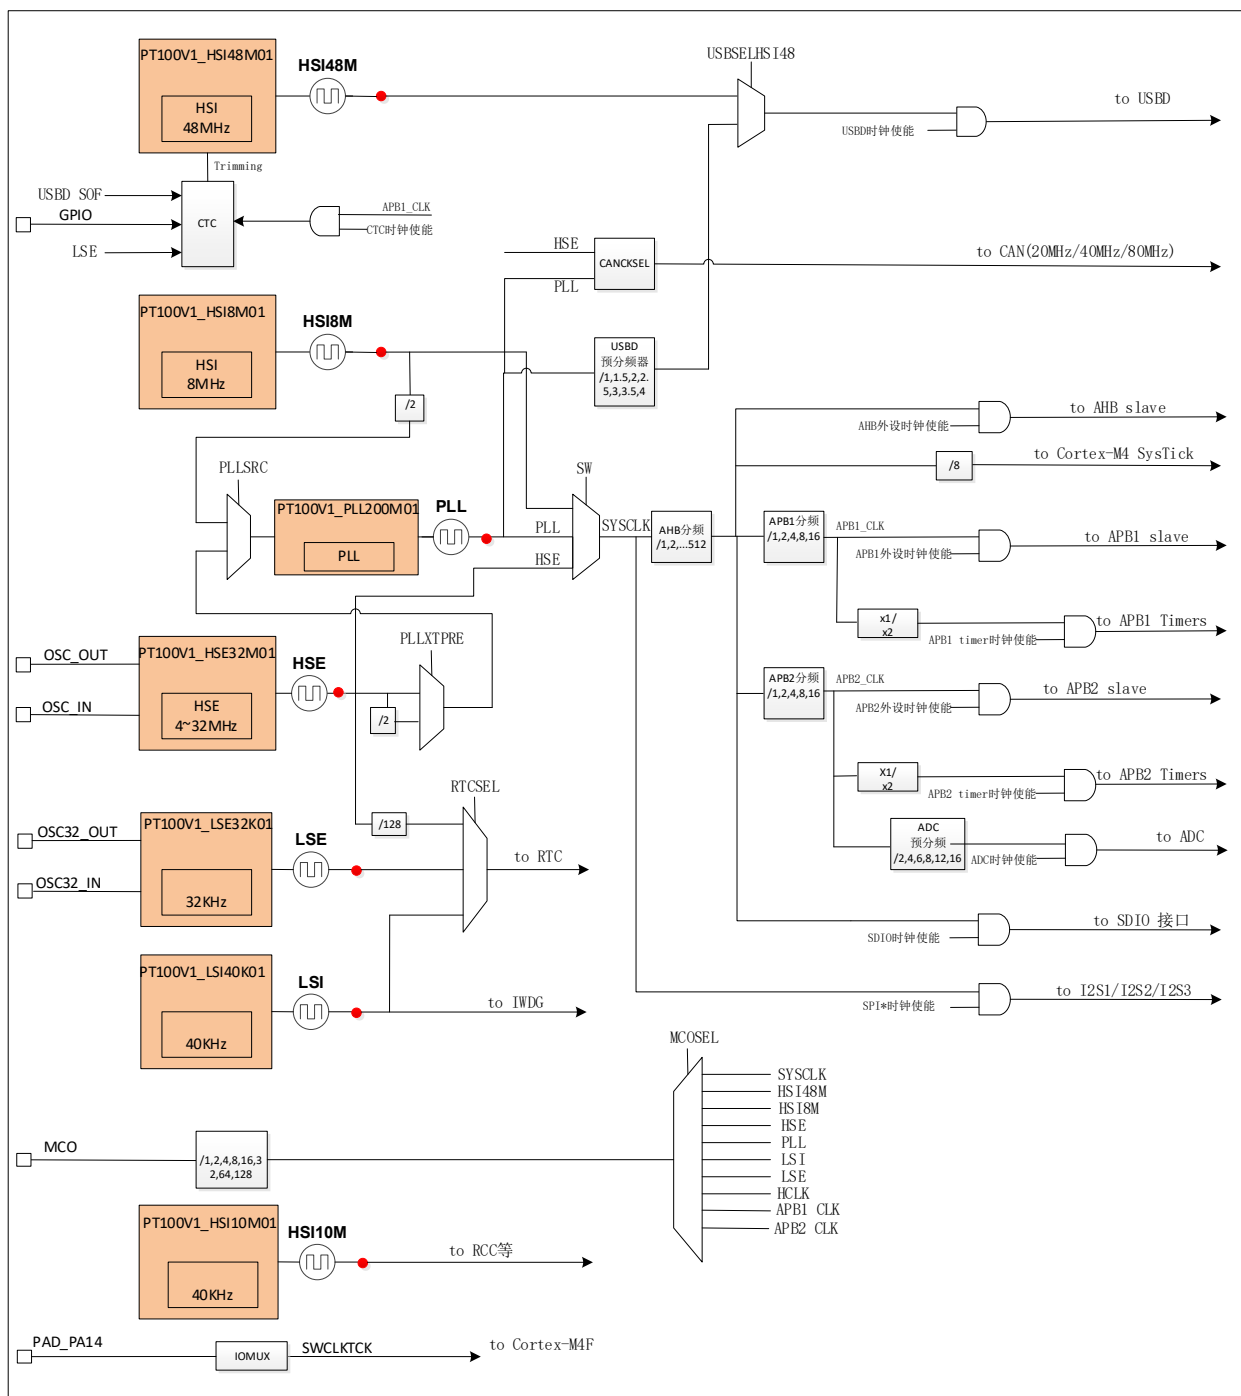 PT100V1_HSI48M01
HSI
48MHz
HSI48M
USBSELHSI48
to USBD
USBD时钟使能
Trimming
USBD SOF
GPIO
LSE
CTC
APB1_CLK
CTC时钟使能
HSE
PLL
CANCKSEL
to CAN(20MHz/40MHz/80MHz)
PT100V1_HSI8M01
HSI
8MHz
HSI8M
/2
USBD
预分频器
/1,1.5,2,2.
5,3,3.5,4
to AHB slave
AHB外设时钟使能
/8
to Cortex-M4 SysTick
PLLSRC
PT100V1_PLL200M01
PLL
PLL
SW
PLL
HSE
SYSCLK
AHB分频
/1,2,...512
APB1分频
/1,2,4,8,16
APB1_CLK
APB1外设时钟使能
to APB1 slave
x1/
x2
APB1 timer时钟使能
to APB1 Timers
OSC_OUT
OSC_IN
PT100V1_HSE32M01
HSE
4~32MHz
HSE
/2
PLLXTPRE
APB2分频
/1,2,4,8,16
APB2_CLK
APB2外设时钟使能
to APB2 slave
X1/
x2
APB2 timer时钟使能
to APB2 Timers
ADC
预分频
/2,4,6,8,12,16
ADC时钟使能
to ADC
RTCSEL
/128
OSC32_OUT
OSC32_IN
PT100V1_LSE32K01
32KHz
LSE
to RTC
SDIO时钟使能
to SDIO 接口
PT100V1_LSI40K01
40KHz
LSI
to IWDG
SPI*时钟使能
to I2S1/I2S2/I2S3
MCOSEL
SYSCLK
HSI48M
HSI8M
HSE
PLL
LSI
LSE
HCLK
APB1 CLK
APB2 CLK
MCO
/1,2,4,8,16,3
2,64,128
PT100V1_HSI10M01
40KHz
HSI10M
to RCC等
PAD_PA14
IOMUX
SWCLKTCK
to Cortex-M4F